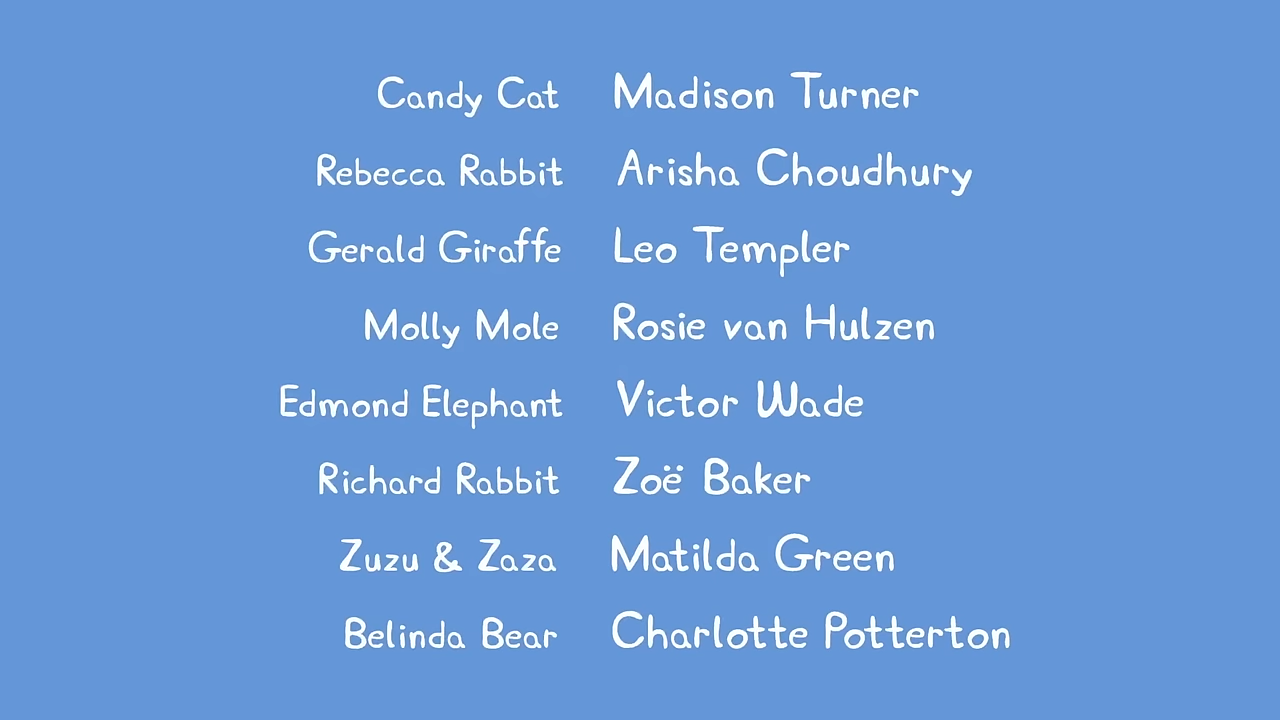 Candy Cat Madison Turner
Rebecca Rabbit Arisha Choudhury
Gerald Giraffe Leo Templer
Molly Mole Rosie van Hulzen
Edmond Elephant Victor Wade
Richard Rabbit Zoë Baker
Zuzu & Zaza Matilda Green
Belinda Bear Charlotte Potterton